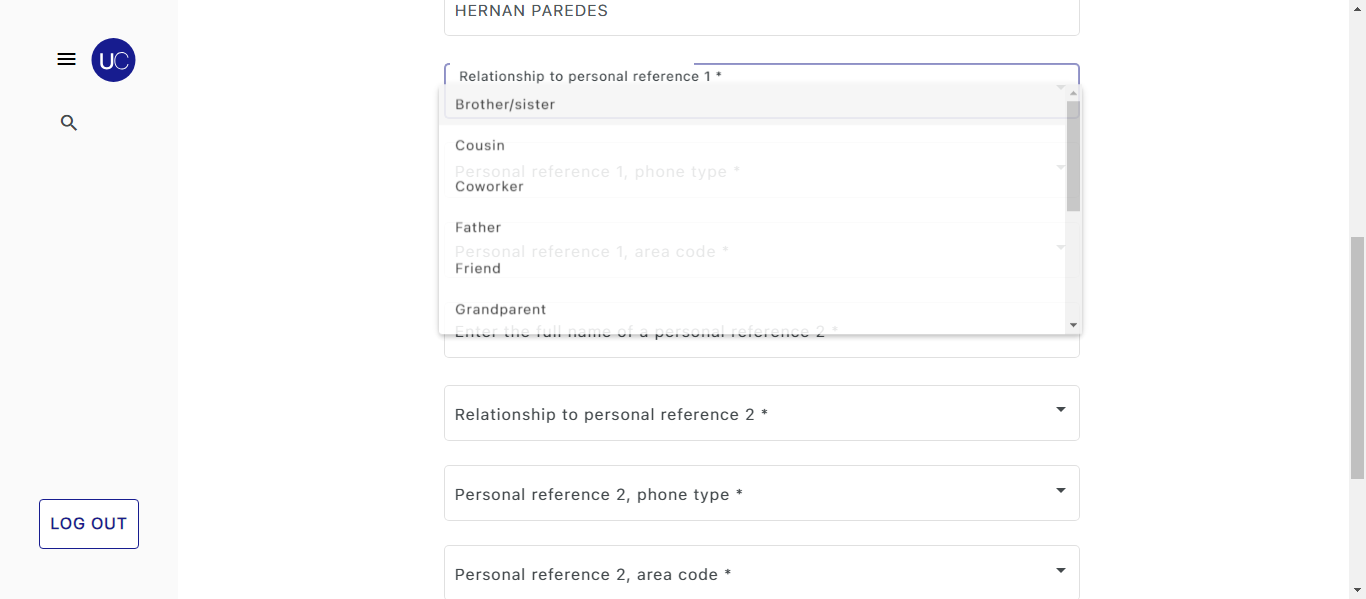 HERNAN PAREDES
UC
Relationship to personal reference 1 *
Brother/sister
Cousin
Personal reference 1, phone type *
Coworker
Father
Personal reference 1, area code *
Friend
Grandparent
Enter the full name of a personal reference 2 *
Relationship to personal reference 2 *
Personal reference 2, phone type *
LOG OUT
Personal reference 2, area code *